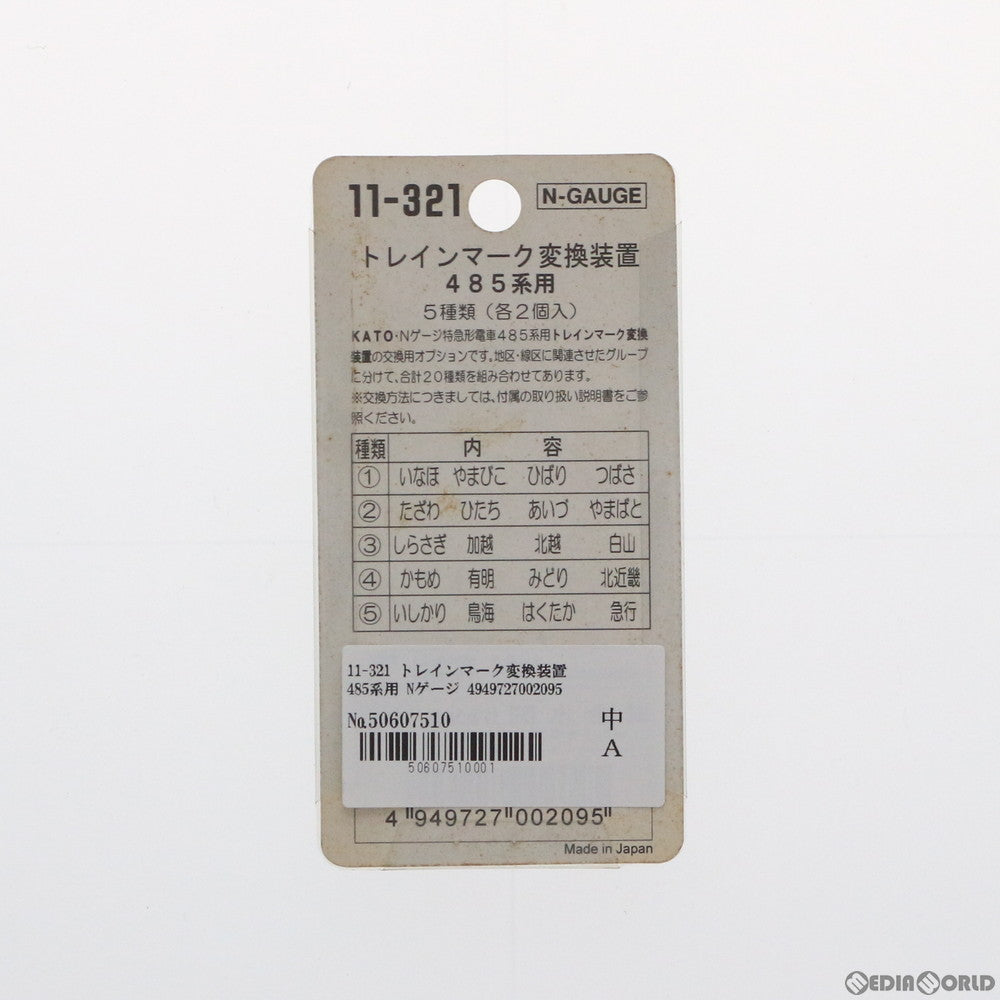 11-321 N-GAUGE
トレインマーク変換装置
485系用
5種類（各2個入）
KATO・Nゲージ特急形電車485系用トレインマーク変換
装置の交換用オプションです。地区・線区に関連させたグループ
に分けて、合計20種類を組み合わせてあります。
※交換方法につきましては、付属の取り扱い説明書をご参
照ください。
種類 内容
① いなほ やまびこ ひばり つばさ
② たざわ ひたち あいづ やまばと
③ しらさぎ 加越 北越 白山
④ かもめ 有明 みどり 北近畿
⑤ いしかり 鳥海 はくたか 急行
11-321 トレインマーク変換装置
485系用 Nゲージ 4949727002095
No.50607510 中
A
50607510001
4"949727"002095"
Made in Japan
MEDIAWORLD